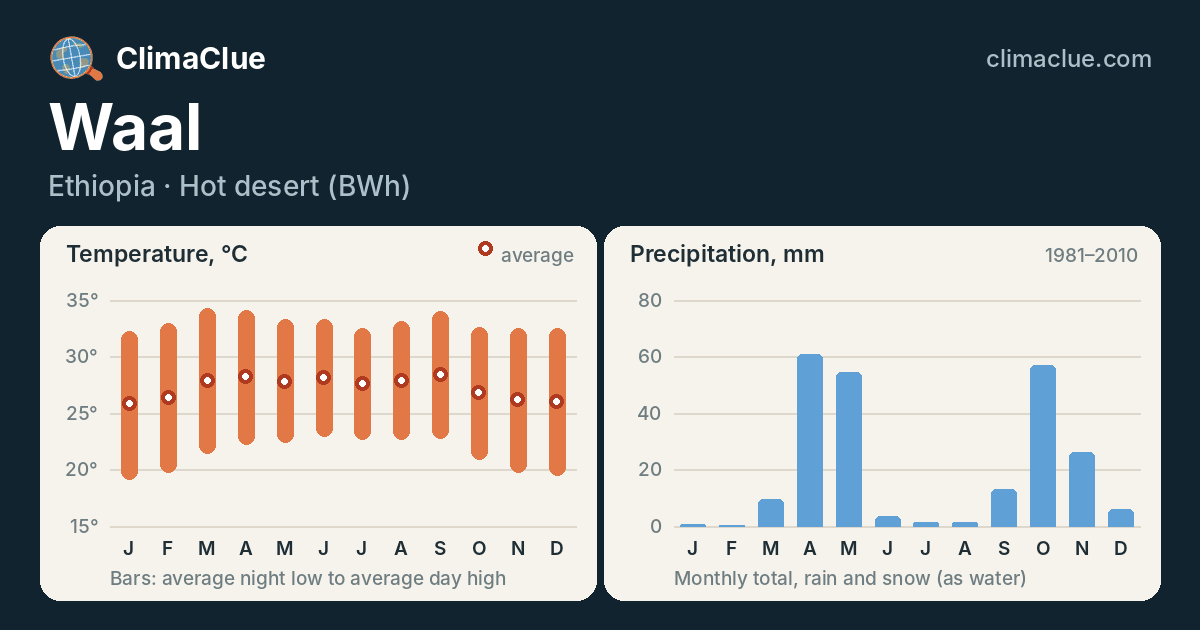 ClimaClue
climaclue.com
Waal
Ethiopia · Hot desert (BWh)
Temperature, °C
average
35°
30°
25°
20°
15°
J F M A M J J A S O N D
Bars: average night low to average day high
Precipitation, mm
1981–2010
80
60
40
20
0
J F M A M J J A S O N D
Monthly total, rain and snow (as water)